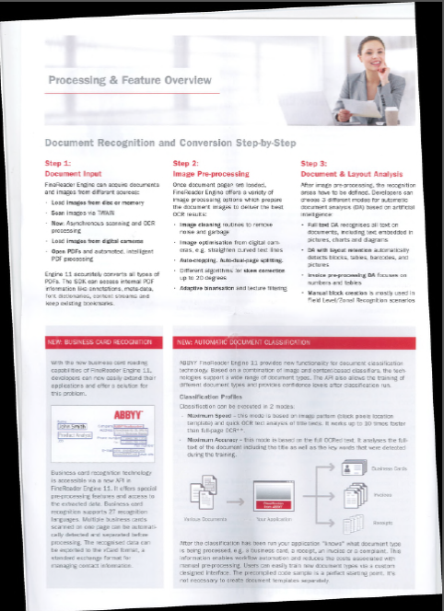 Processing & Feature Overview
Document Recognition and Conversion Step-by-Step
Step 1:
Document Input
FineReader Engine can acquire documents
and images from different sources:
· Load images from disc or memory
· Scan images via TWAIN
· New: Asynchronous scanning and OCR
processing
· Load images from digital cameras
· Open PDFs and automated, intelligent
PDF processing
Engine 11 accurately converts all types of
PDFs. The SDK can access internal PDF
information like annotations, meta-data,
font dictionaries, content streams and
keep existing bookmarks.
Step 2:
Image Pre-processing
Once document pages are loaded,
FineReader Engine offers a variety of
image processing options which prepare
the document images to deliver the best
OCR results:
· Image cleaning routines to remove
noise and garbage
· Image optimisation from digital cam-
eras, e.g. straighten curved text lines
· Auto-cropping, Auto-dual-page splitting,
· Different algorithms for skew correction
up to 20 degrees
· Adaptive binarisation and texture filtering
Step 3:
Document & Layout Analysis
After image pre-processing, the recognition
areas have to be defined. Developers can
choose 3 different modes for automatic
document analysis (DA) based on artificial
intelligence:
· Full text DA recognises all text on
documents, including text embedded in
pictures, charts and diagrams
· DA with layout retention automatically
detects blocks, tables, barcodes, and
pictures
· Invoice pre-processing DA focuses on
numbers and tables
· Manual block creation is mostly used in
Field Level/Zonal Recognition scenarios
NEW: BUSINESS CARD RECOGNITION
With the new business card reading
capabilities of FineReader Engine 11,
developers can now easily extend their
applications and offer a solution for
this problem.
ABBYY
John Smith
Product Analyst
Business card recognition technology
is accessible via a new API in
FineReader Engine 11. It offers special
pre-processing features and access to
the extracted data. Business card
recognition supports 27 recognition
languages. Multiple business cards
scanned on one page can be automati-
cally detected and separated before
processing. The recognised data can
be exported to the vCard format, a
standard exchange format for
managing contact information.
NEW: AUTOMATIC DOCUMENT CLASSIFICATION
ABBYY FineReader Engine 11 provides new functionality for document classification
technology. Based on a combination of image and content-based classifiers, the tech-
nologies support a wide range of document types. The API also allows the training of
different document types and provides confidence levels after classification run.
Classification Profiles
Classification can be executed in 2 modes:
Maximum Speed – this mode is based on image pattern (block pixels location
template) and quick OCR text analysis of title texts. It works up to 10 times faster
than full-page OCR
Maximum Accuracy – this mode is based on the full OCRed text. It analyses the full-
text of the document including the title as well as the key words that were detected
during the training.
Various Documents
Your Application
Business Cards
Invoices
Receipts
After the classification has been run your application "knows" what document type
is being processed, e.g. a business card, a receipt, an invoice or a complaint. This
information enables workflow automation and reduces the costs associated with
manual pre-processing. Users can easily train new document types via a custom
designed interface. The precompiled code sample is a perfect starting point. It's
not necessary to create document templates separately.